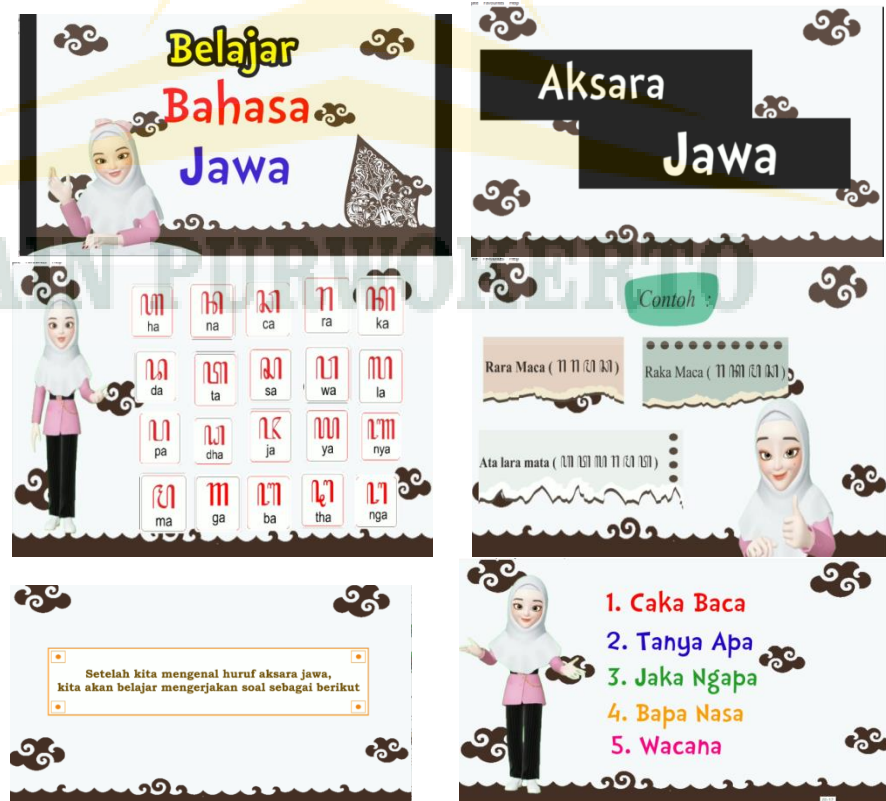 Belajar
Bahasa
Jawa
Aksara
Jawa
PURWOKERTO
ꦲ ꦤ ꦕ ꦫ ꦏ
ha na ca ra ka
ꦢ ꦠ ꦱ ꦮ ꦭ
da ta sa wa la
ꦥ ꦝ ꦗ ꦪ ꦚ
pa dha ja ya nya
ꦩ ꦒ ꦧ ꦛ ꦔ
ma ga ba tha nga
Contoh :
Rara Maca ( ꦫ ꦫ ꦩ ꦕ )
Raka Maca ( ꦫ ꦏ ꦩ ꦕ )
Ata lara mata ( ꦲ ꦠ ꦭ ꦫ ꦩ ꦠ )
Setelah kita mengenal huruf aksara jawa,
kita akan belajar mengerjakan soal sebagai berikut
1. Caka Baca
2. Tanya Apa
3. Jaka Ngapa
4. Bapa Nasa
5. Wacana